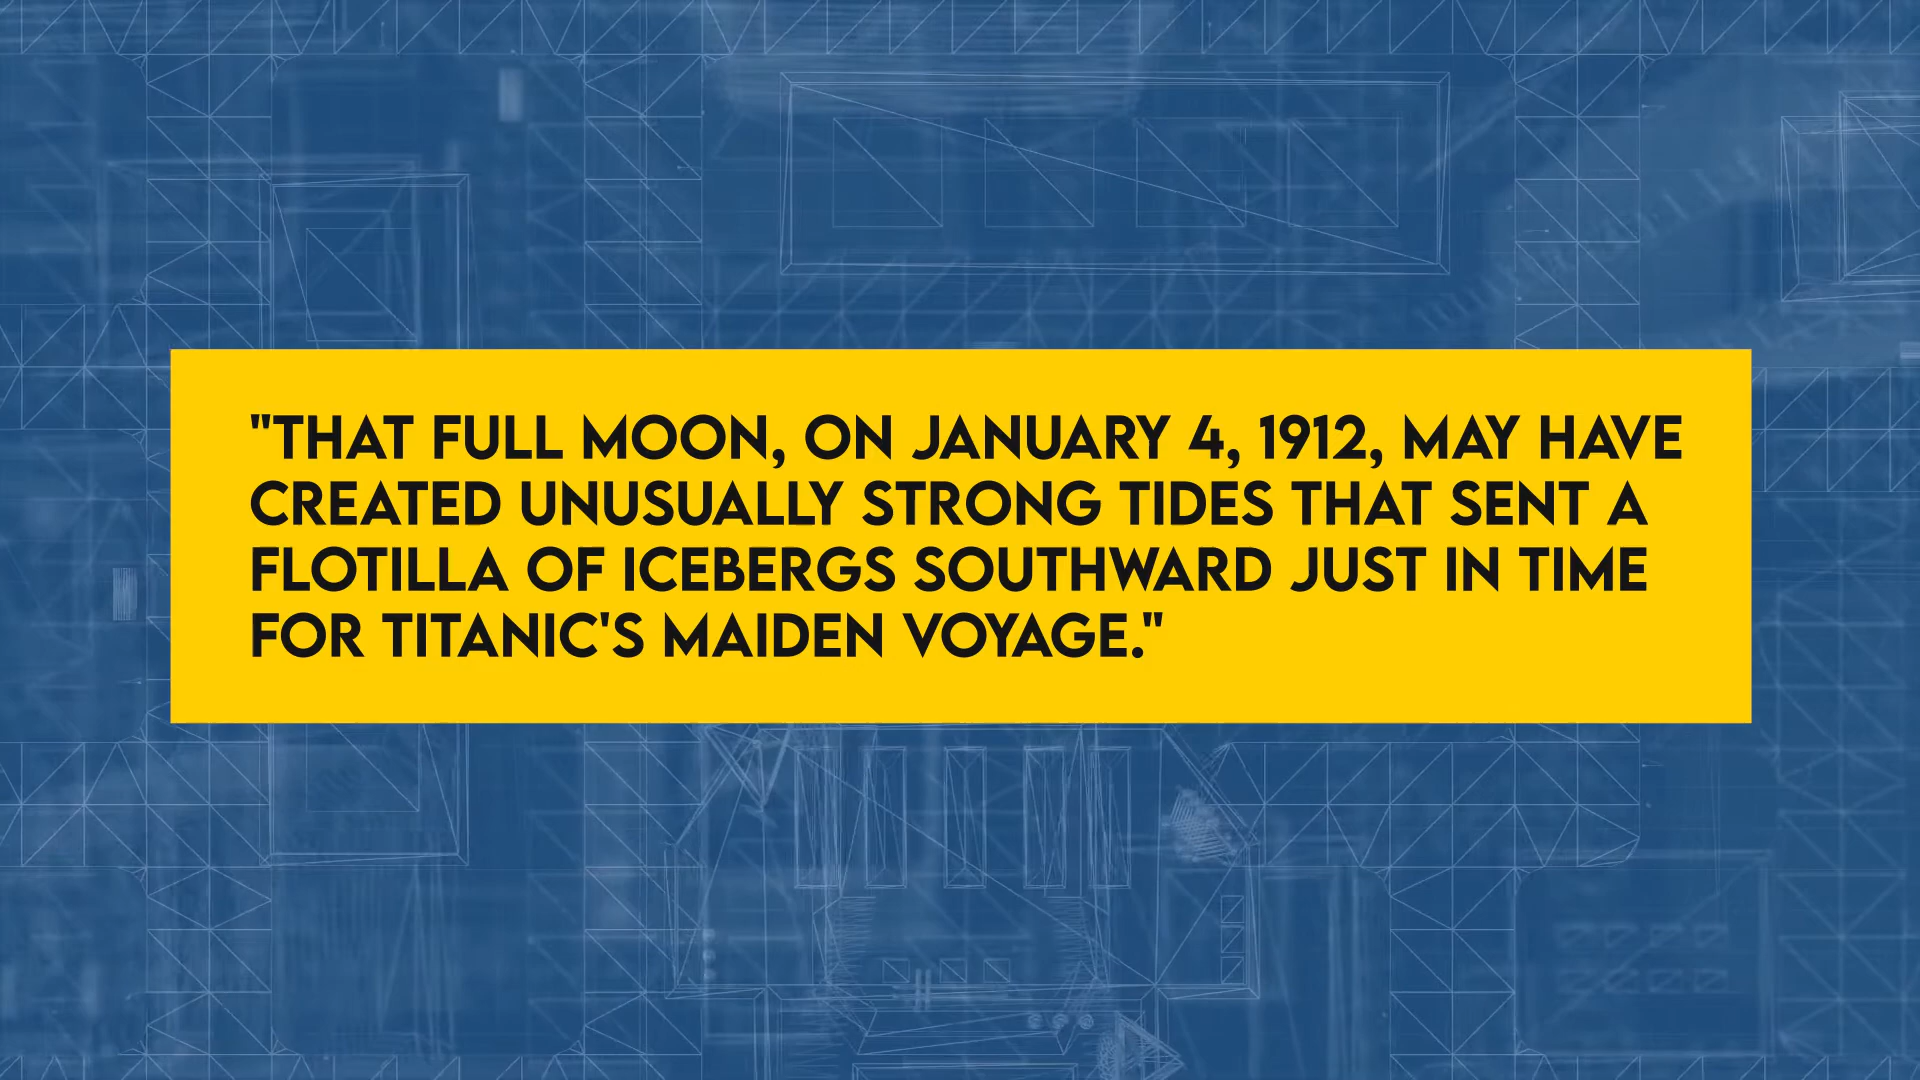 "THAT FULL MOON, ON JANUARY 4, 1912, MAY HAVE
CREATED UNUSUALLY STRONG TIDES THAT SENT A
FLOTILLA OF ICEBERGS SOUTHWARD JUST IN TIME
FOR TITANIC'S MAIDEN VOYAGE."